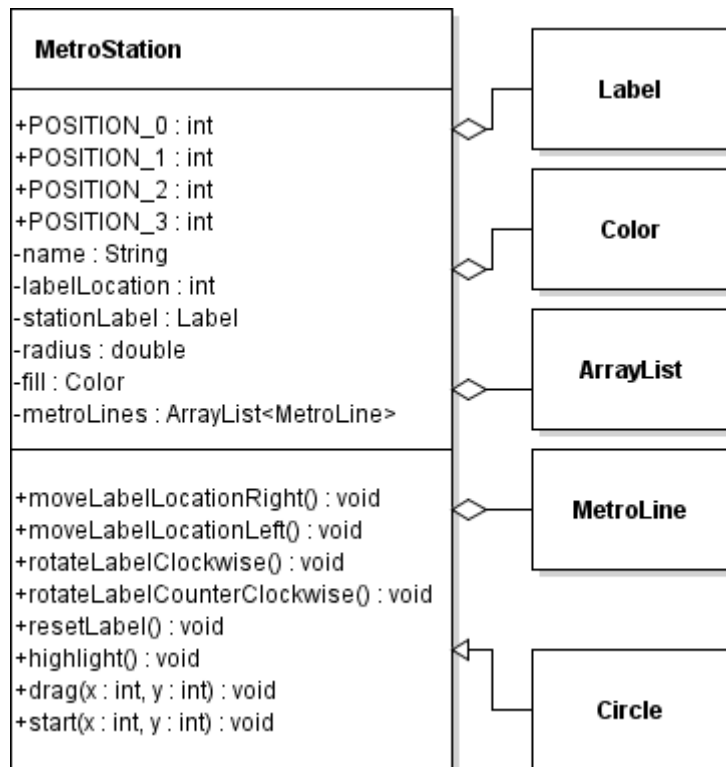 MetroStation
+POSITION_0 : int
+POSITION_1 : int
+POSITION_2 : int
+POSITION_3 : int
-name : String
-labelLocation : int
-stationLabel : Label
-radius : double
-fill : Color
-metroLines : ArrayList<MetroLine>
+moveLabelLocationRight() : void
+moveLabelLocationLeft() : void
+rotateLabelClockwise() : void
+rotateLabelCounterClockwise() : void
+resetLabel() : void
+highlight() : void
+drag(x : int, y : int) : void
+start(x : int, y : int) : void
Label
Color
ArrayList
MetroLine
Circle